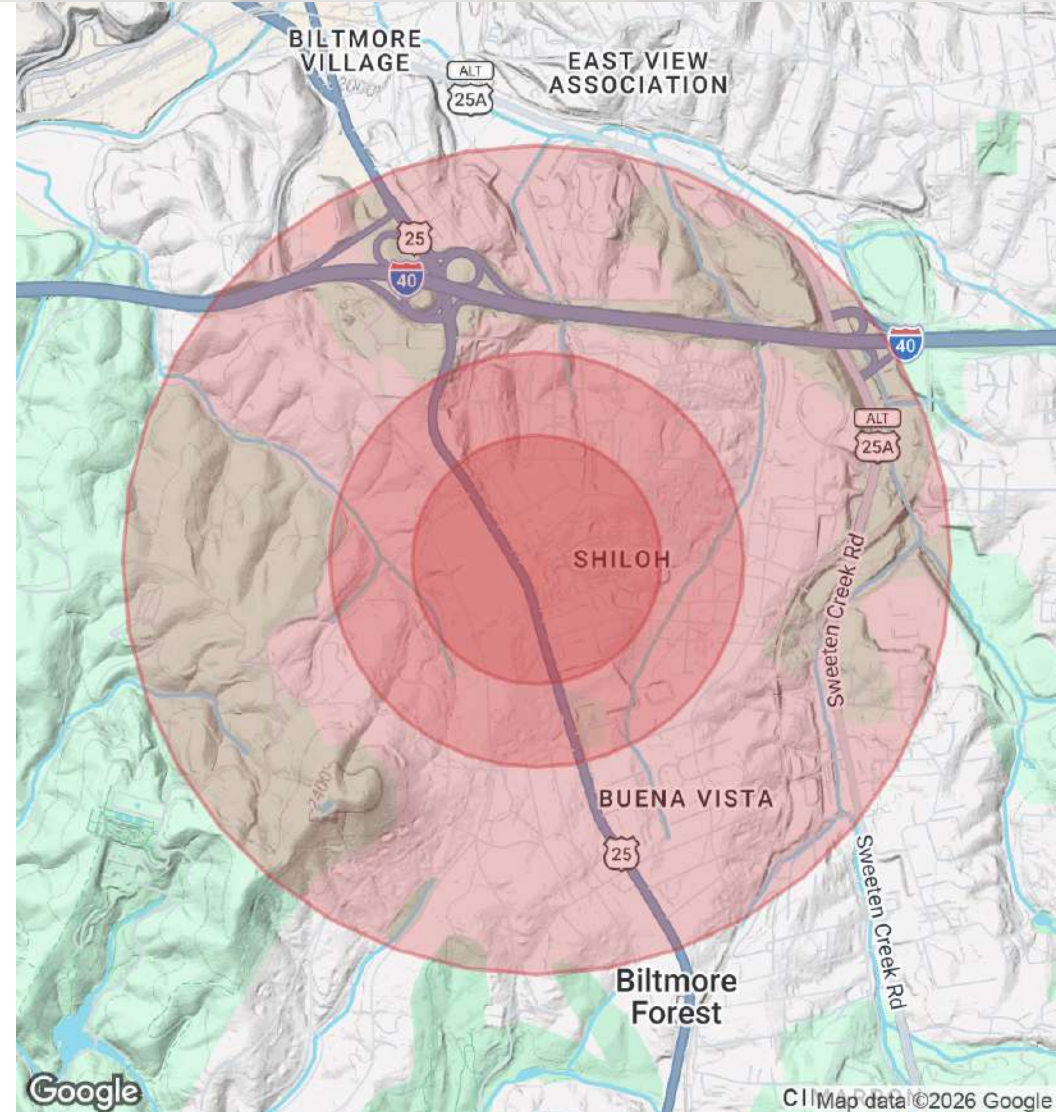 BILTMORE
VILLAGE
ALT
25A
EAST VIEW
ASSOCIATION
2000'
25
40
40
ALT
25A
SHILOH
Sweeten Creek Rd
2400'
BUENA VISTA
25
Sweeten Creek Rd
Biltmore
Forest
Google
Map data ©2026 Google